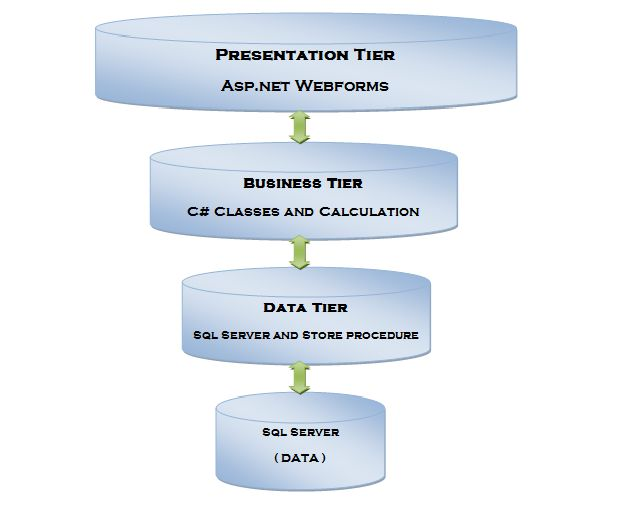 Presentation Tier
Asp.net Webforms
Business Tier
C# Classes and Calculation
Data Tier
Sql Server and Store procedure
Sql Server
( DATA )